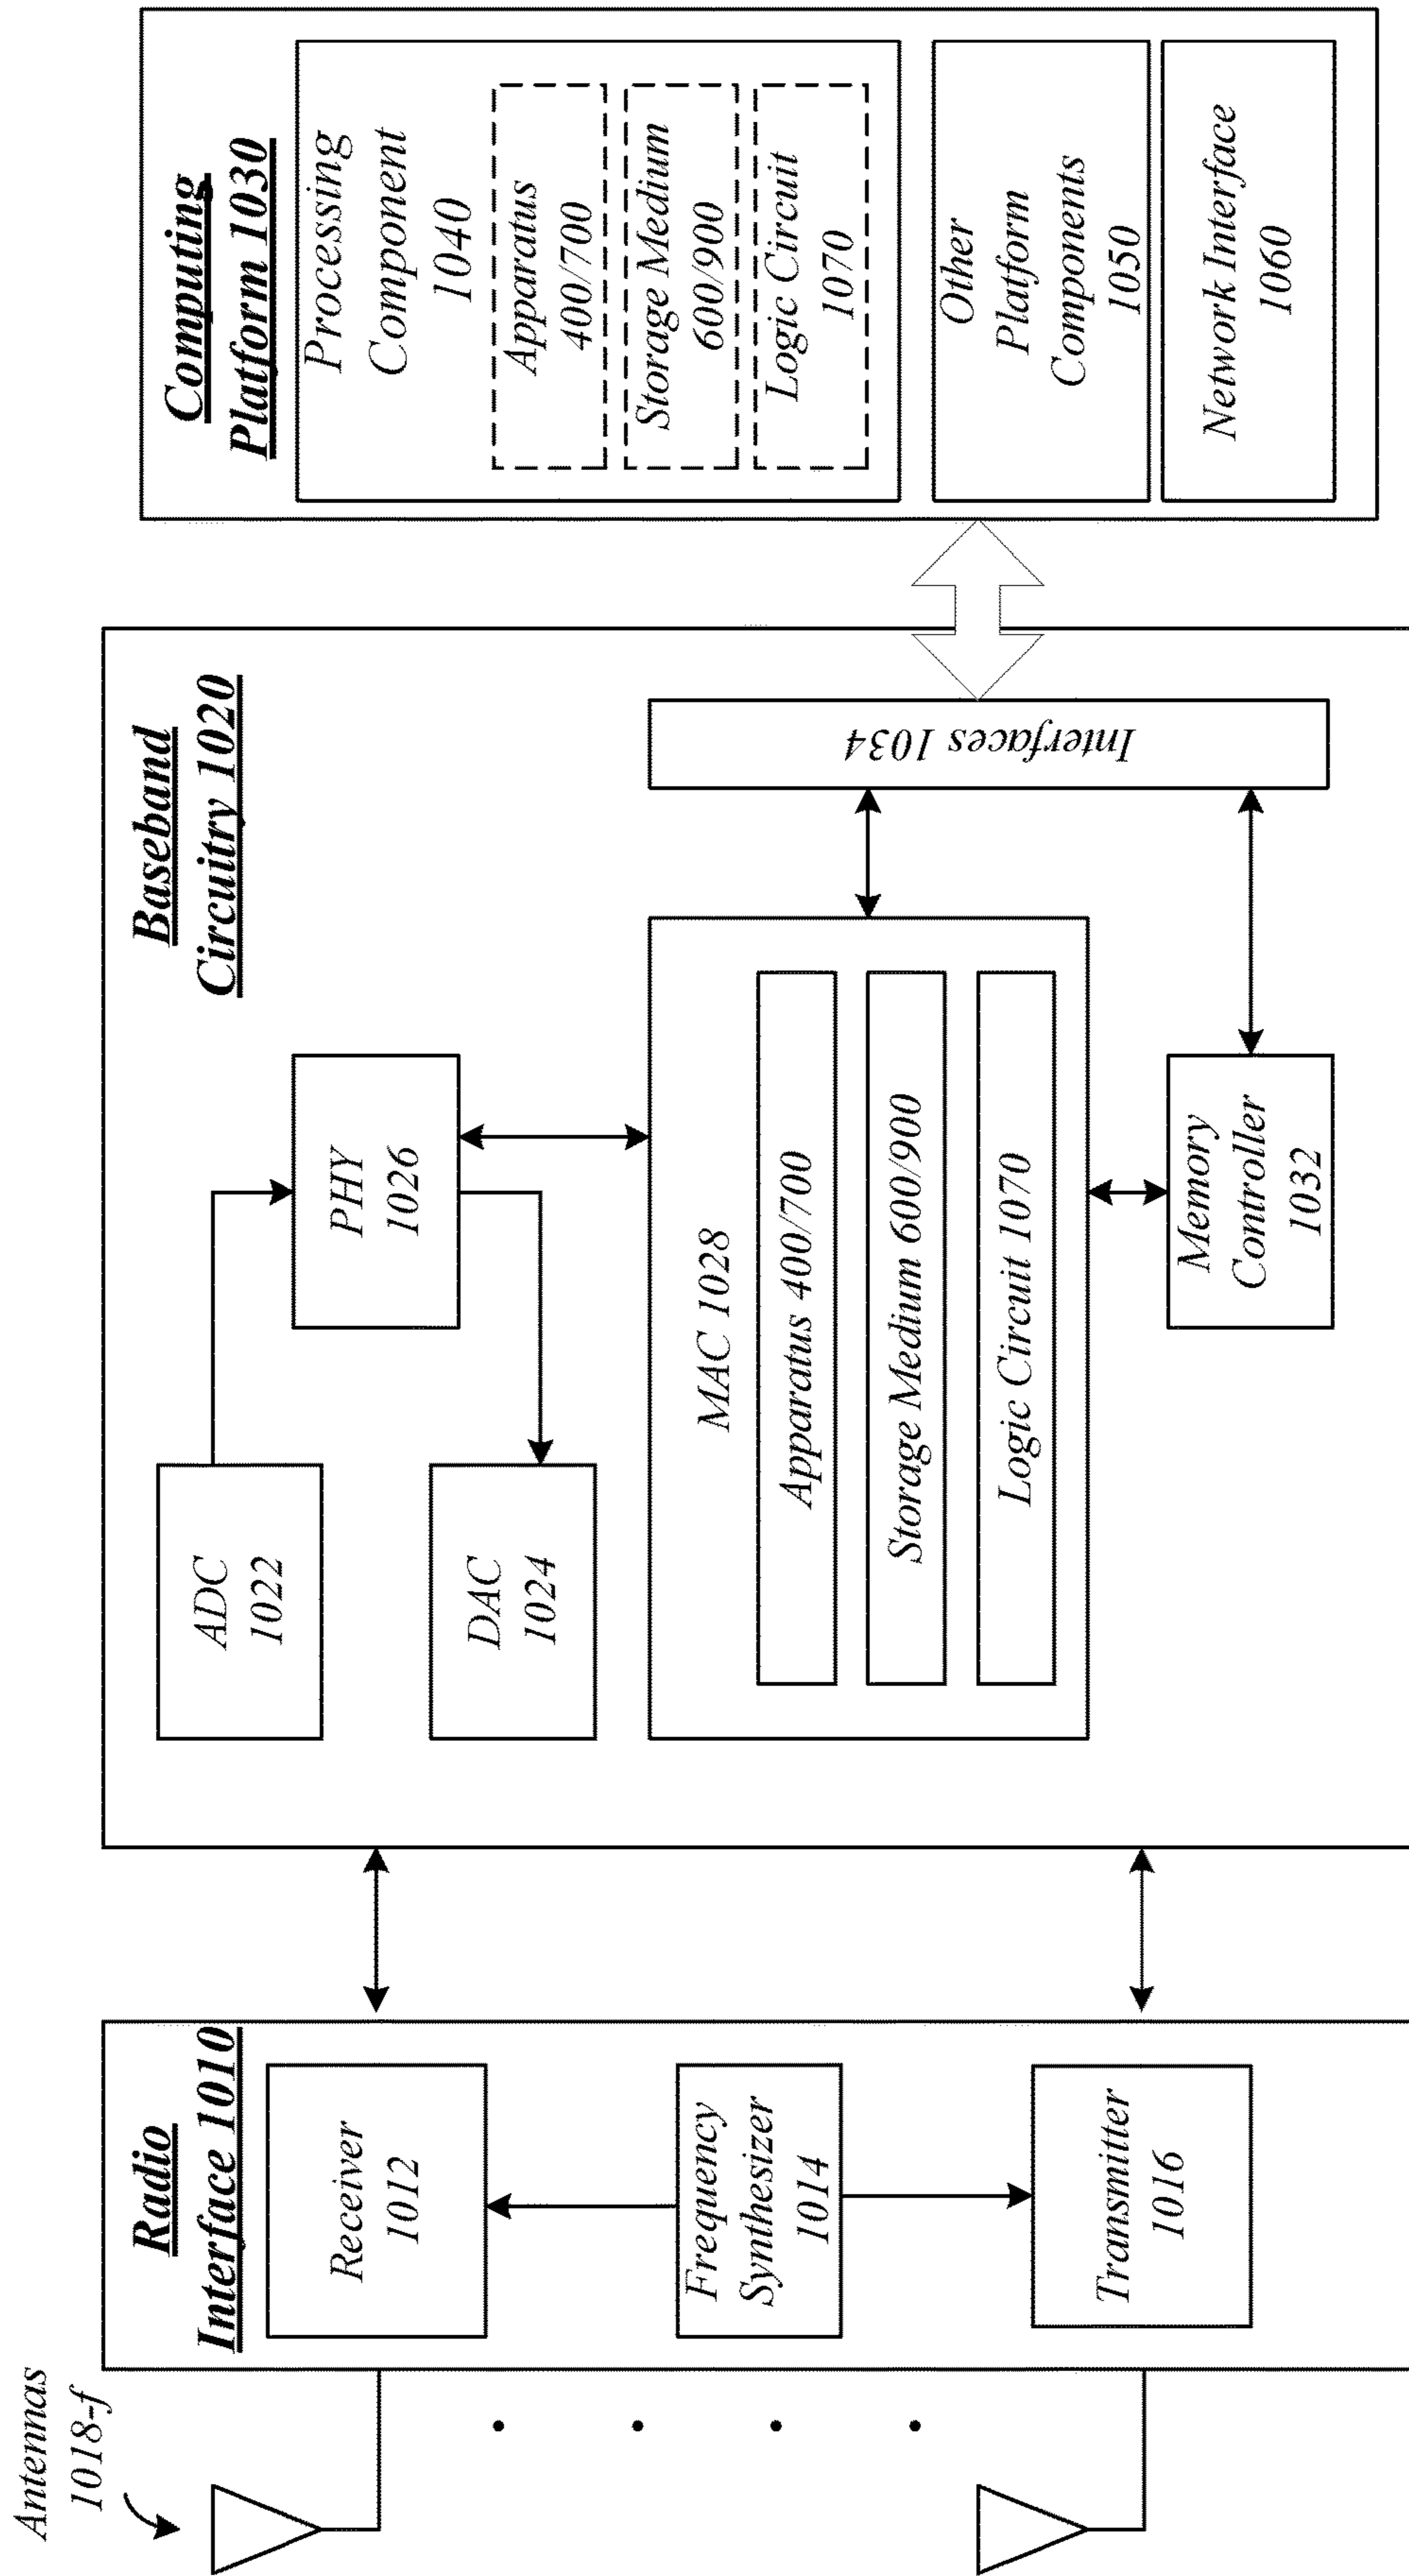 Antennas
1018-f
Radio
Interface 1010
Receiver
1012
Frequency
Synthesizer
1014
Transmitter
1016
Baseband
Circuitry 1020
ADC
1022
PHY
1026
DAC
1024
MAC 1028
Apparatus 400/700
Storage Medium 600/900
Logic Circuit 1070
Memory
Controller
1032
Interfaces 1034
Computing
Platform 1030
Processing
Component
1040
Apparatus
400/700
Storage Medium
600/900
Logic Circuit
1070
Other
Platform
Components
1050
Network Interface
1060